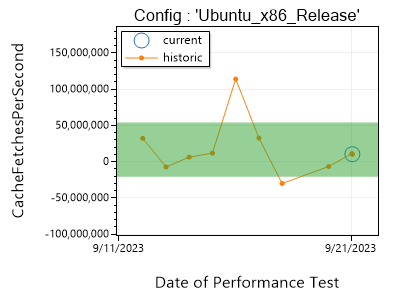 Config : 'Ubuntu_x86_Release'
current
historic
CacheFetchesPerSecond
150,000,000
100,000,000
50,000,000
0
-50,000,000
-100,000,000
9/11/2023
9/21/2023
Date of Performance Test